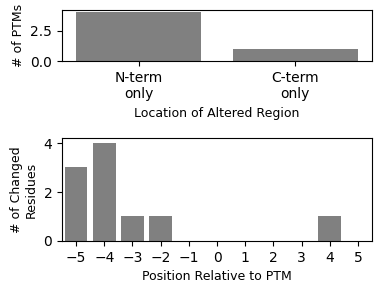 # of PTMs
2.5
0.0
N-term
only
C-term
only
Location of Altered Region
# of Changed
Residues
4
2
0
−5 −4 −3 −2 −1 0 1 2 3 4 5
Position Relative to PTM